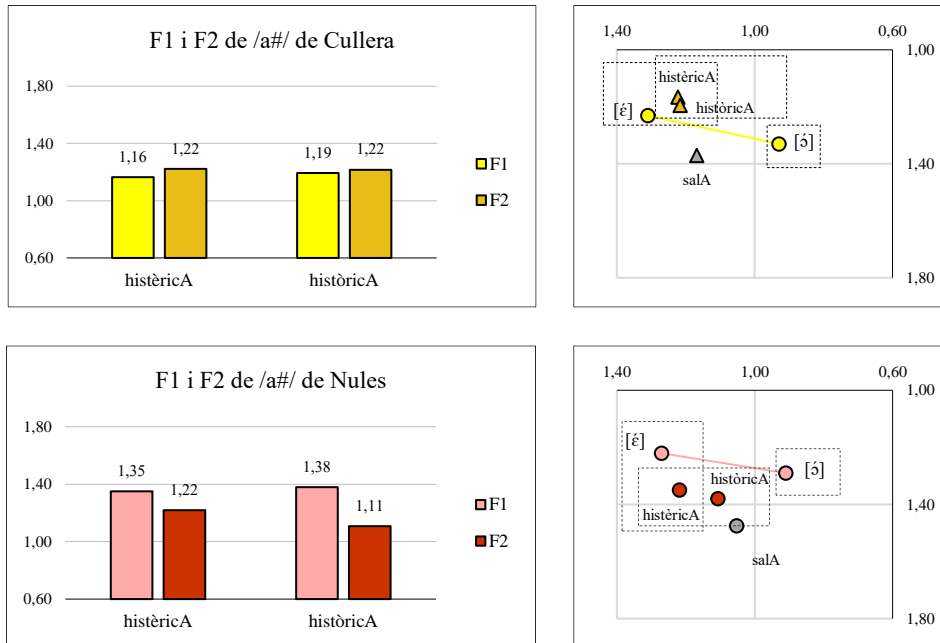 F1 i F2 de /a#/ de Cullera
1,80
1,40
1,00
0,60
1,16
1,22
1,19
1,22
histèricA
històricA
F1
F2
1,40
1,00
0,60
1,00
1,40
1,80
histèricA
[ɛ́]
històricA
[ɔ́]
salA
F1 i F2 de /a#/ de Nules
1,80
1,40
1,00
0,60
1,35
1,22
1,38
1,11
histèricA
històricA
F1
F2
1,40
1,00
0,60
1,00
1,40
1,80
[ɛ́]
[ɔ́]
històricA
histèricA
salA